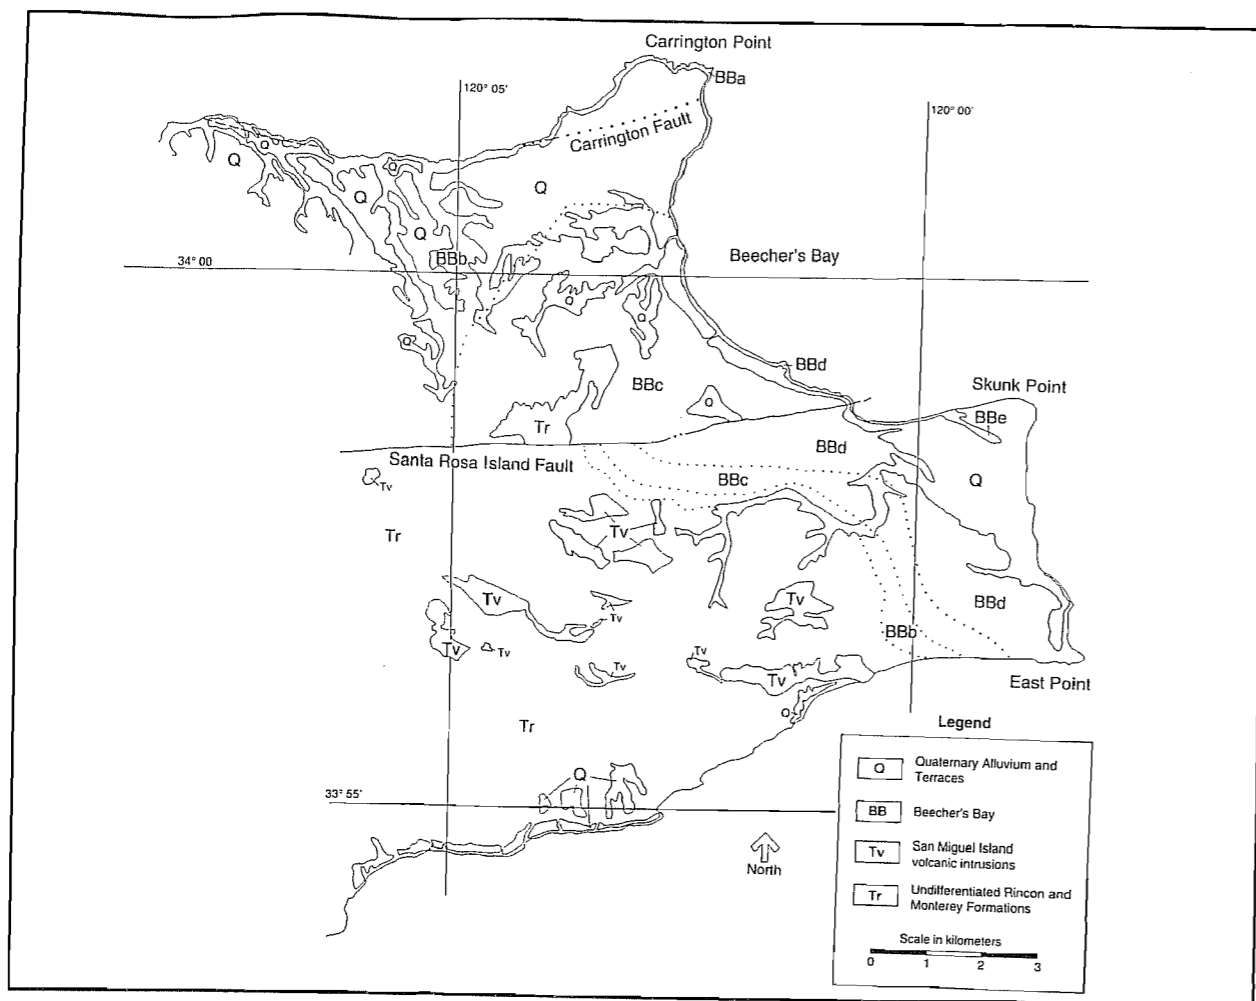 Carrington Point
BBa
120° 05'
120° 00'
Carrington Fault
Q
Q
Q
Q
Q
Q
BBb
Beecher's Bay
34° 00
Q
Q
Q
BBd
BBc
Skunk Point
Q
BBe
Tr
BBd
Santa Rosa Island Fault
Tv
BBc
Q
Tr
Tv
Tv
Tv
Tv
BBd
BBb
Tv
Tv
Tv
Tv
Tv
East Point
Q
Tr
Q
33° 55'
North
Legend
Q
Quaternary Alluvium and
Terraces
BB
Beecher's Bay
Tv
San Miguel Island
volcanic intrusions
Tr
Undifferentiated Rincon and
Monterey Formations
Scale in kilometers
0 1 2 3